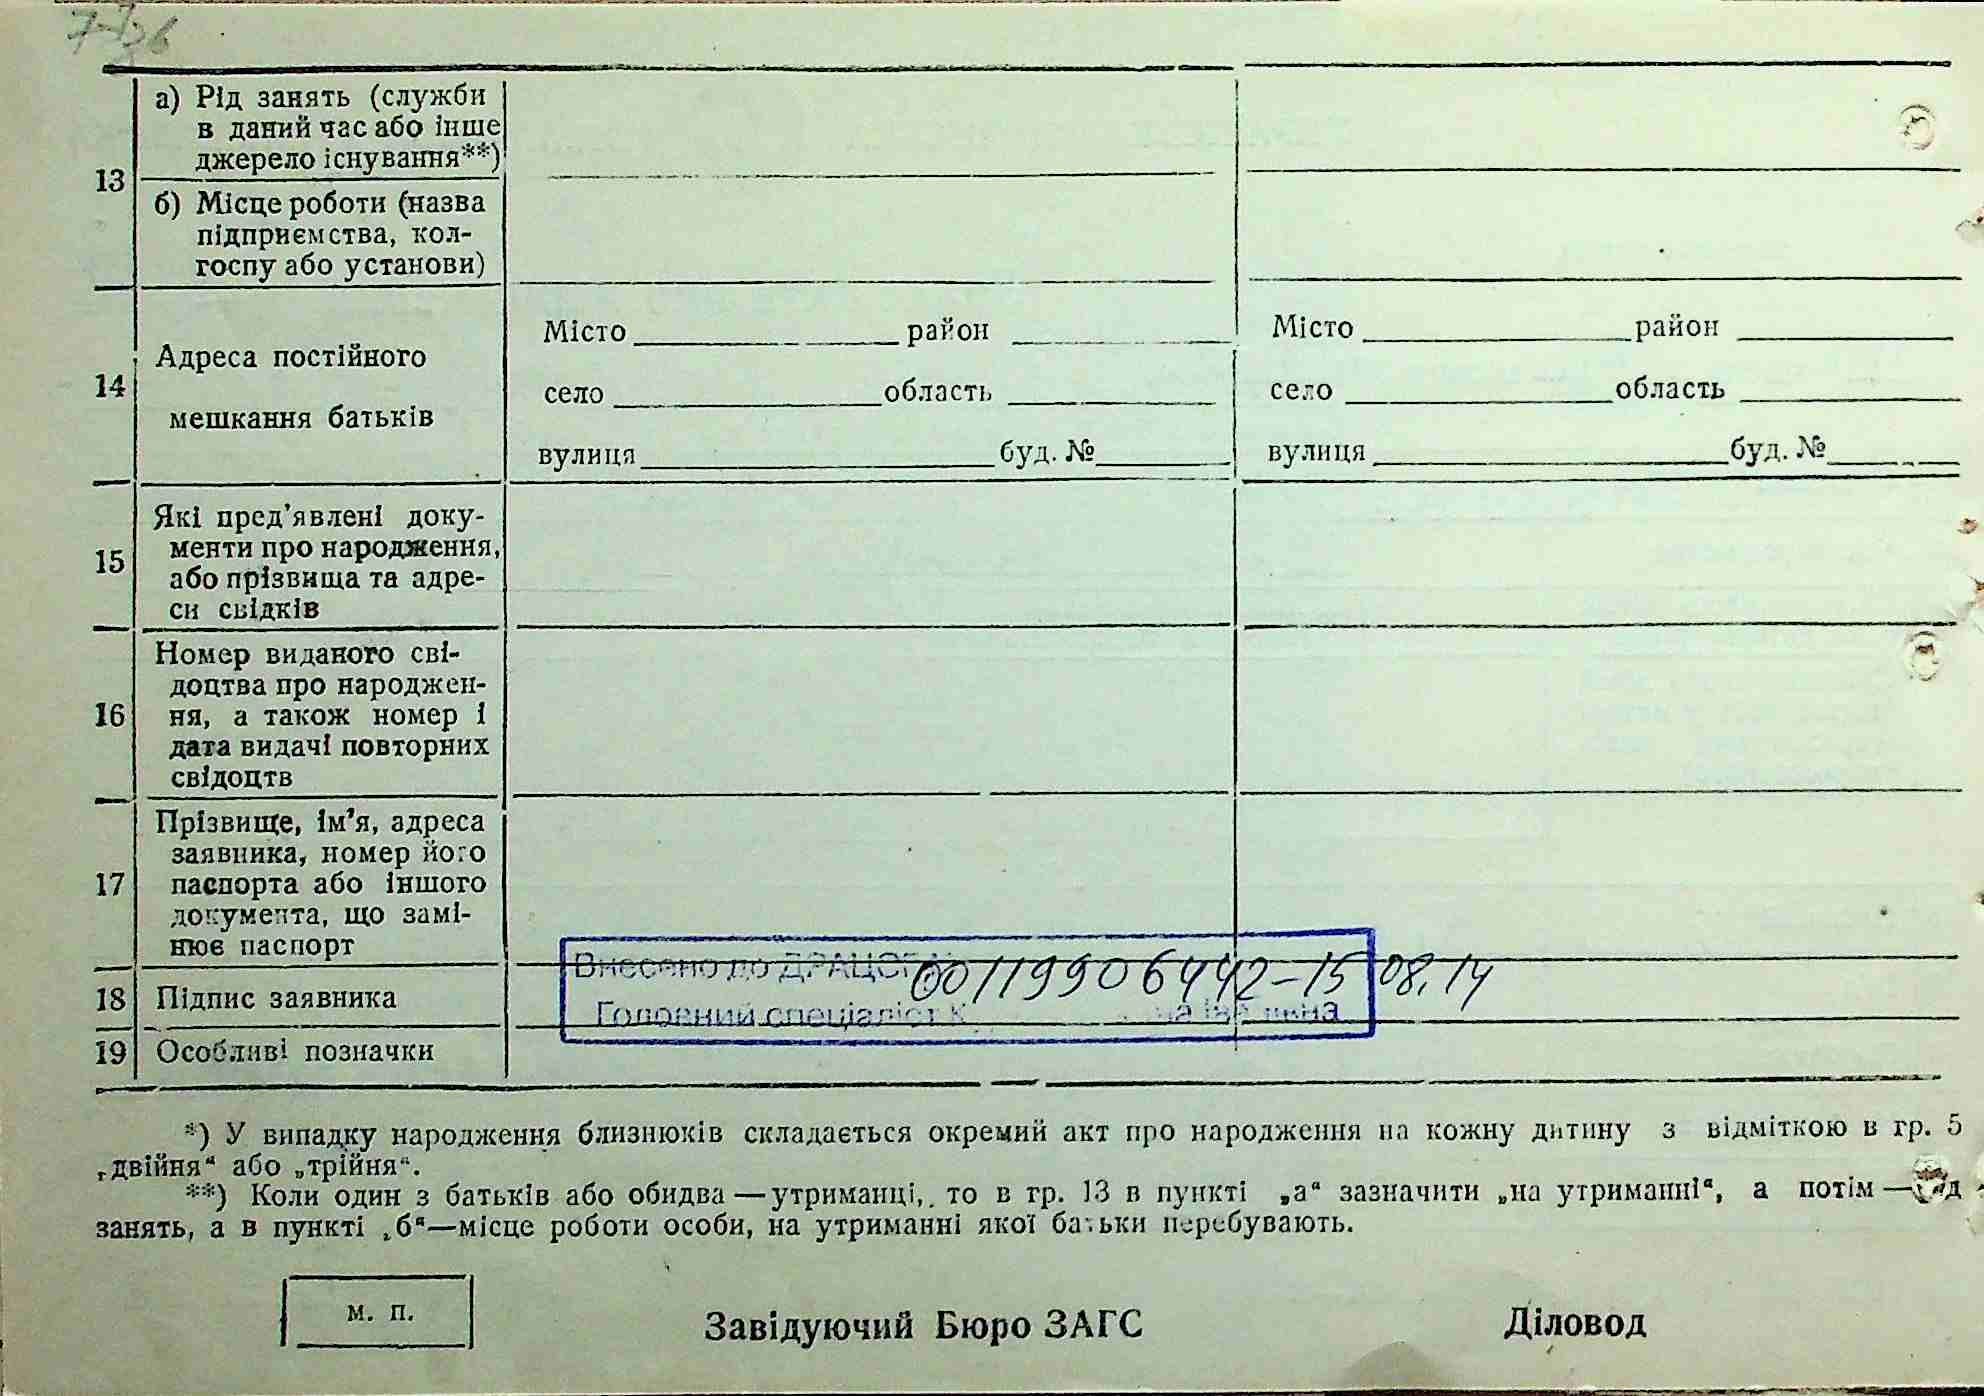 13
а) Рід занять (служби
в даний час або інше
джерело існування**)
б) Місце роботи (назва
підприємства, кол-
госпу або установи)
14
Адреса постійного
мешкання батьків
Місто район
село область
вулиця буд. №
Місто район
село область
вулиця буд. №
15
Які пред’явлені доку-
менти про народження,
або прізвища та адре-
си свідків
16
Номер виданого сві-
доцтва про народжен-
ня, а також номер і
дата видачі повторних
свідоцтв
17
Прізвище, ім’я, адреса
заявника, номер його
паспорта або іншого
документа, що замі-
нює паспорт
Внесено до 00119906442-15.08.14
Головний спеціаліст
18 Підпис заявника
19 Особливі позначки
*) У випадку народження близнюків складається окремий акт про народження на кожну дитину з відміткою в гр. 5
„двійня“ або „трійня“.
**) Коли один з батьків або обидва—утриманці, то в гр. 13 в пункті „а“ зазначити „на утриманні“, а потім—
занять, а в пункті „б“—місце роботи особи, на утриманні якої батьки перебувають.
м. п.
Завідуючий Бюро ЗАГС
Діловод